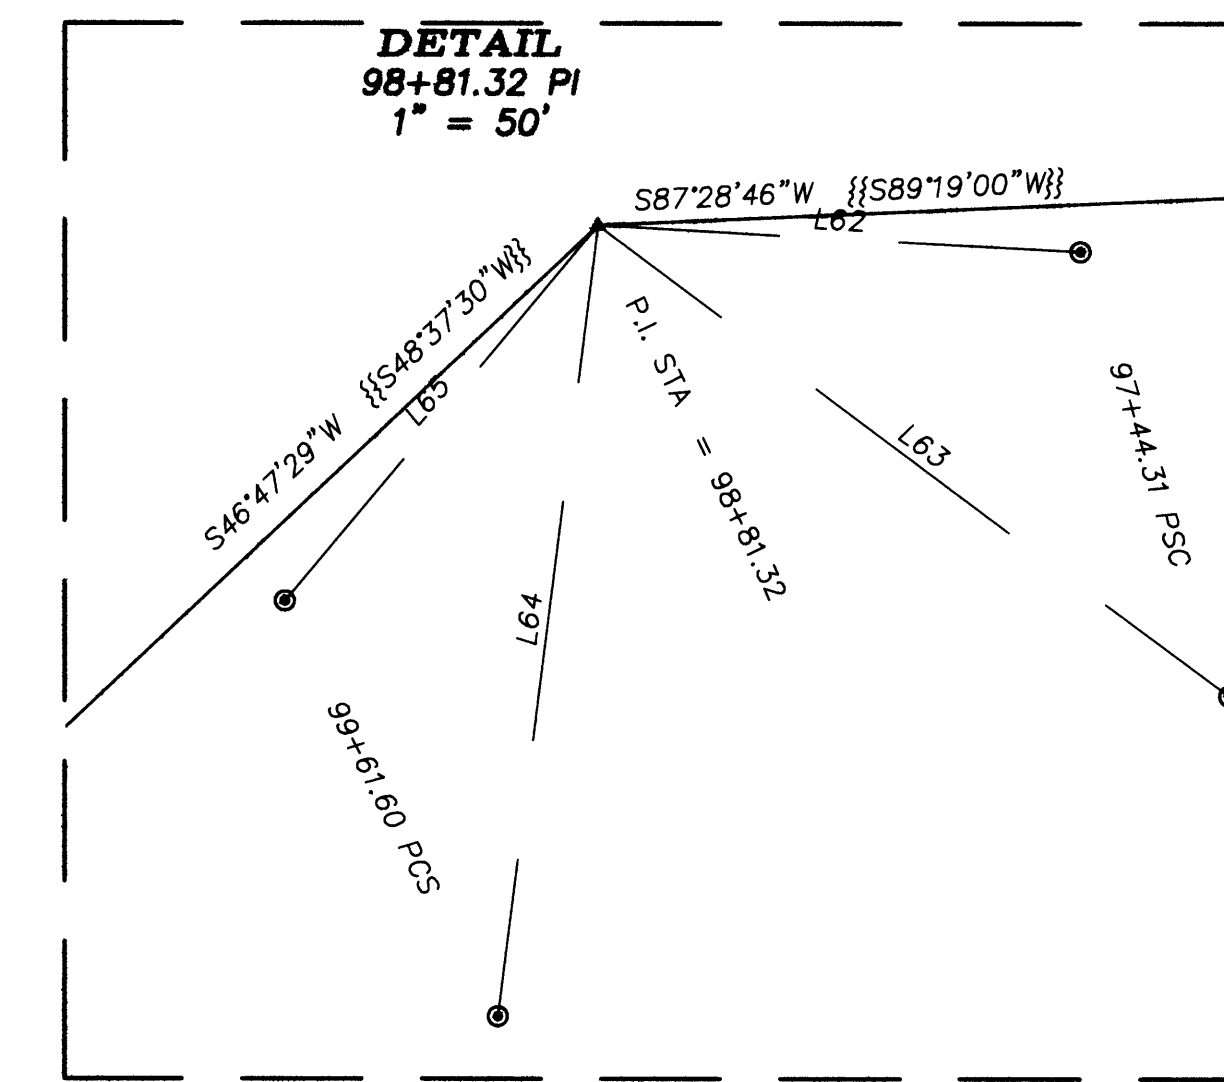 DETAIL
98+81.32 PI
1" = 50'
S87°28'46"W {{S89°19'00"W}}
L62
S46°47'29"W {{S48°37'30"W}}
L65
P.I. STA = 98+81.32
L63
97+44.31 PSC
L64
99+61.60 PCS